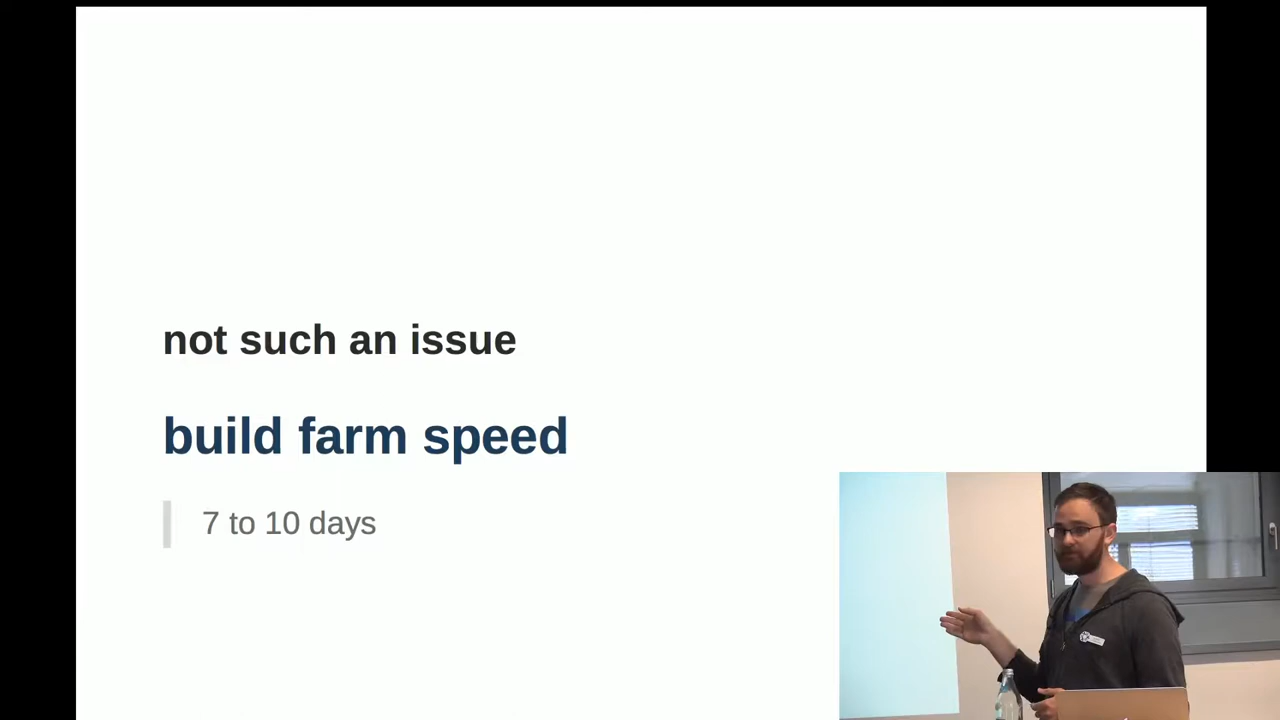 not such an issue
build farm speed
7 to 10 days